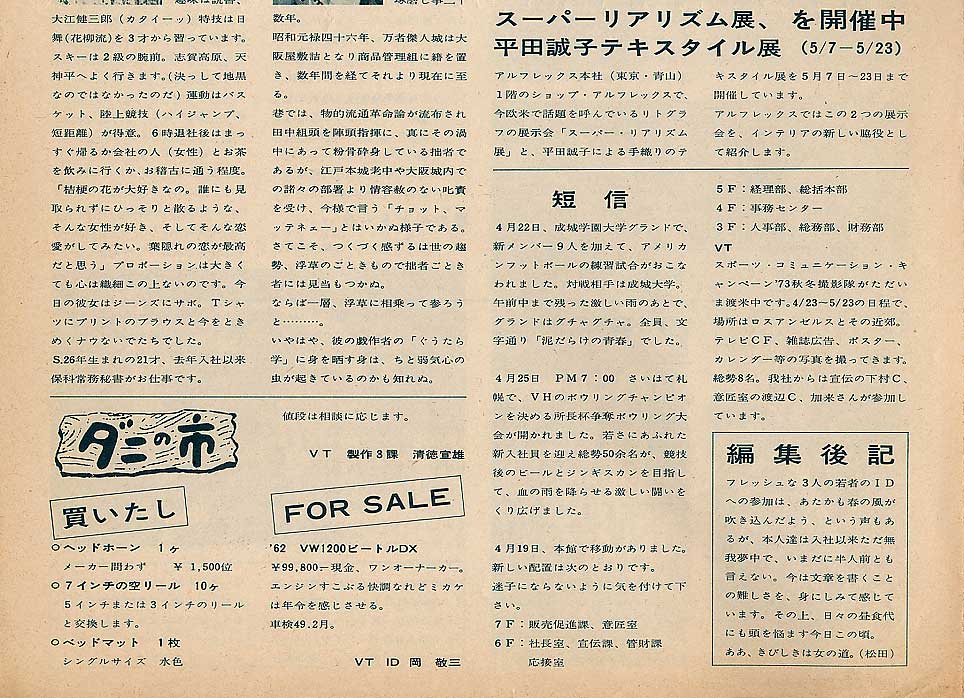 大江健三郎（カタイーッ）特技は日
舞（花柳流）を３才から習っています。
スキーは２級の腕前。志賀高原、天
神平へよく行きます。（決っして地黒
なのではなかったのだ）運動はバス
ケット、陸上競技（ハイジャンプ、
短距離）が得意。６時退社後はまっ
すぐ帰るか会社の人（女性）とお茶
を飲みに行くか、お稽古に通う程度。
「桔梗の花が大好きなの。誰にも見
取られずにひっそりと散るような、
そんな女性が好き、そしてそんな恋
愛がしてみたい。葉隠れの恋が最高
だと思う」プロポーションは大きく
ても心は繊細この上ないのです。今
日の彼女はジーンズにサボ。Ｔシャ
ツにプリントのブラウスと今をとき
めくナウないでたちでした。
S.26年生まれの21才、去年入社以来
保科常務秘書がお仕事です。
数年。
昭和元禄四十六年、万者傑人城は大
阪屋敷詰となり商品管理組に籍を置
き、数年間を経てそれより現在に至
る。
巷では、物的流通革命論が流布され
田中組頭を陣頭指揮に、真にその渦
中にあって粉骨砕身している拙者で
あるが、江戸本城老中や大阪城内で
の諸々の部署より情容赦のない叱責
を受け、今様で言う「チョット、マ
ッテネェー」とはいかぬ様子である。
さてこそ、つくづく感ずるは世の趨
勢、浮草のごときもので拙者ごとき
者には見当もつかぬ。
ならば一層、浮草に相乗って参ろう
と………。
いやはや、彼の戯作者の「ぐうたら
学」に身を晒す身は、ちと弱気心の
虫が起きているのかも知れぬ。
ダニの市
買いたし
○ヘッドホーン　１ヶ
メーカー問わず　￥1,500位
○７インチの空リール　10ヶ
５インチまたは３インチのリール
と交換します。
○ベッドマット　１枚
シングルサイズ　水色
値段は相談に応じます。
ＶＴ　製作３課　清徳宣雄
FOR SALE
'62　VW1200ビートルDX
￥99,800ー現金、ワンオーナーカー。
エンジンすこぶる快調なれどミカケ
は年令を感じさせる。
車検49.2月。
ＶＴ　ＩＤ　岡　敬三
スーパーリアリズム展、を開催中
平田誠子テキスタイル展（5/7－5/23）
アルフレックス本社（東京・青山）
１階のショップ・アルフレックスで、
今欧米で話題を呼んでいるリトグラ
フの展示会「スーパー・リアリズム
展」と、平田誠子による手織りのテ
キスタイル展を５月７日〜23日まで
開催しています。
アルフレックスではこの２つの展示
会を、インテリアの新しい脇役とし
て紹介します。
短信
４月22日、成城学園大学グランドで、
新メンバー９人を加えて、アメリカ
ンフットボールの練習試合がおこな
われました。対戦相手は成城大学。
午前中まで残った激しい雨のあとで、
グランドはグチャグチャ。全員、文
字通り「泥だらけの青春」でした。
４月25日　ＰＭ７：00　さいはて札
幌で、ＶＨのボウリングチャンピオ
ンを決める所長杯争奪ボウリング大
会が開かれました。若さにあふれた
新入社員を迎え総勢50余名が、競技
後のビールとジンギスカンを目指し
て、血の雨を降らせる激しい闘いを
くり広げました。
４月19日、本館で移動がありました。
新しい配置は次のとおりです。
迷子にならないように気を付けて下
さい。
７Ｆ：販売促進課、意匠室
６Ｆ：社長室、宣伝課、管財課
応接室
５Ｆ：経理部、総括本部
４Ｆ：事務センター
３Ｆ：人事部、総務部、財務部
ＶＴ
スポーツ・コミュニケーション・キ
ャンペーン'73秋冬撮影隊がただい
ま渡米中です。4/23〜5/23の日程で、
場所はロスアンゼルスとその近郊。
テレビＣＦ、雑誌広告、ポスター、
カレンダー等の写真を撮ってきます。
総勢８名。我社からは宣伝の下村Ｃ、
意匠室の渡辺Ｃ、加来さんが参加し
ています。
編集後記
フレッシュな３人の若者のＩＤ
への参加は、あたかも春の風が
吹き込んだよう、という声もあ
るが、本人達は入社以来ただ無
我夢中で、いまだに半人前とも
言えない。今は文章を書くこと
の難しさを、身にしみて感じて
います。その上、日々の昼食代
にも頭を悩ます今日この頃。
ああ、きびしきは女の道。（松田）